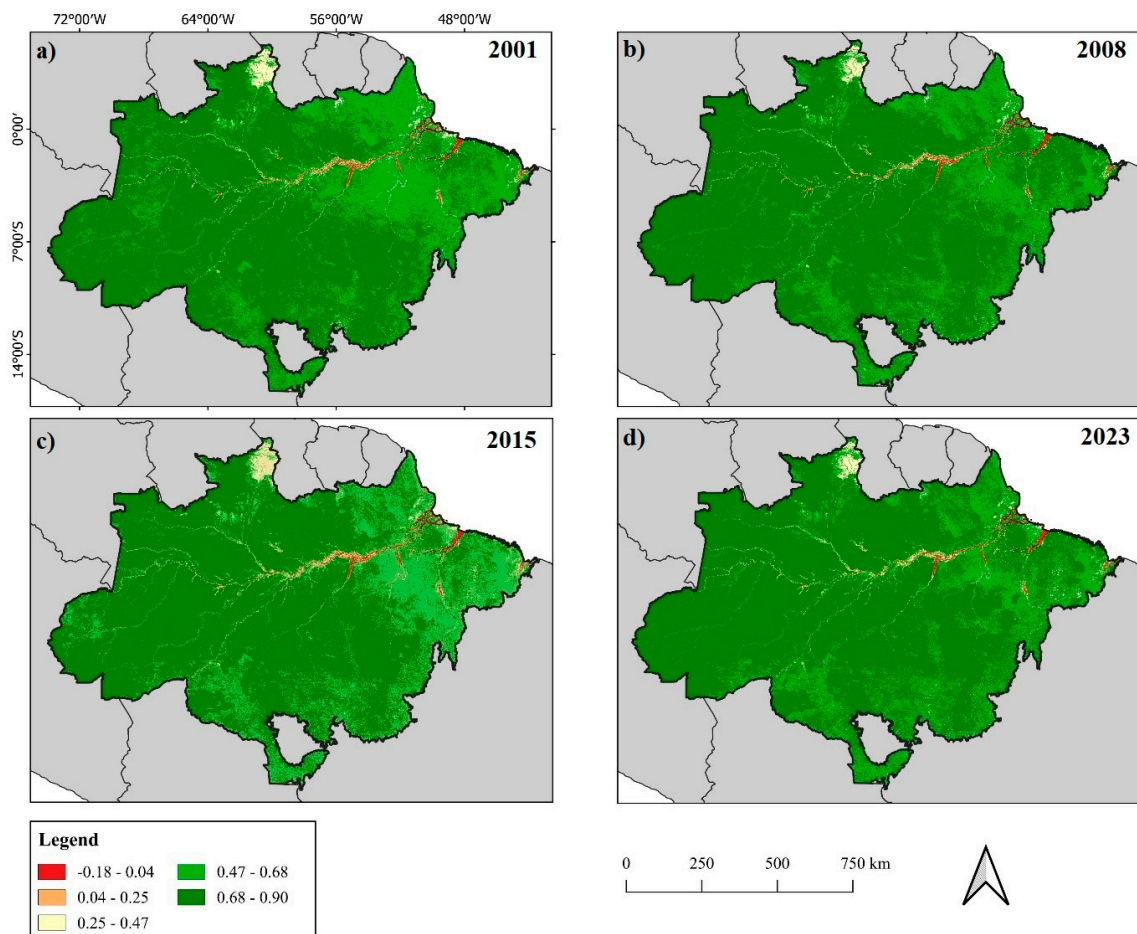 72°00'W 64°00'W 56°00'W 48°00'W
a) 2001
b) 2008
0°00'
7°00'S
14°00'S
c) 2015
d) 2023
Legend
-0.18 - 0.04 0.47 - 0.68
0.04 - 0.25 0.68 - 0.90
0.25 - 0.47
0 250 500 750 km